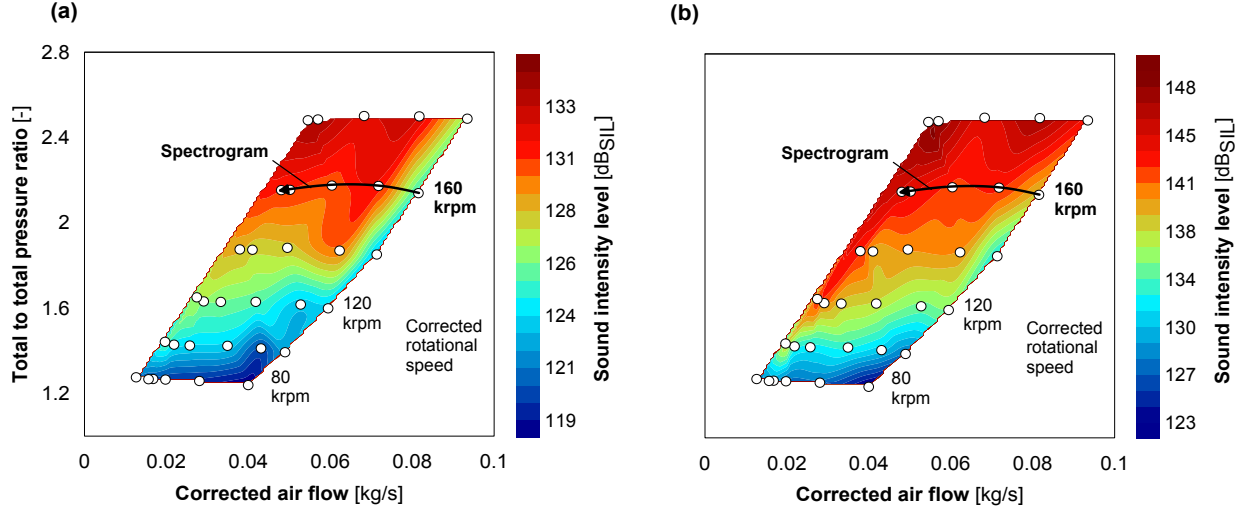 (a)
2.8
2.4
2
1.6
1.2
Total to total pressure ratio [-]
0
0.02
0.04
0.06
0.08
0.1
Corrected air flow [kg/s]
Spectrogram
160
krpm
120
krpm
80
krpm
Corrected
rotational
speed
133
131
130
128
126
124
123
121
119
Sound intensity level [dBSIL]
(b)
0
0.02
0.04
0.06
0.08
0.1
Corrected air flow [kg/s]
Spectrogram
160
krpm
120
krpm
80
krpm
Corrected
rotational
speed
148
145
141
138
134
130
127
123
Sound intensity level [dBSIL]